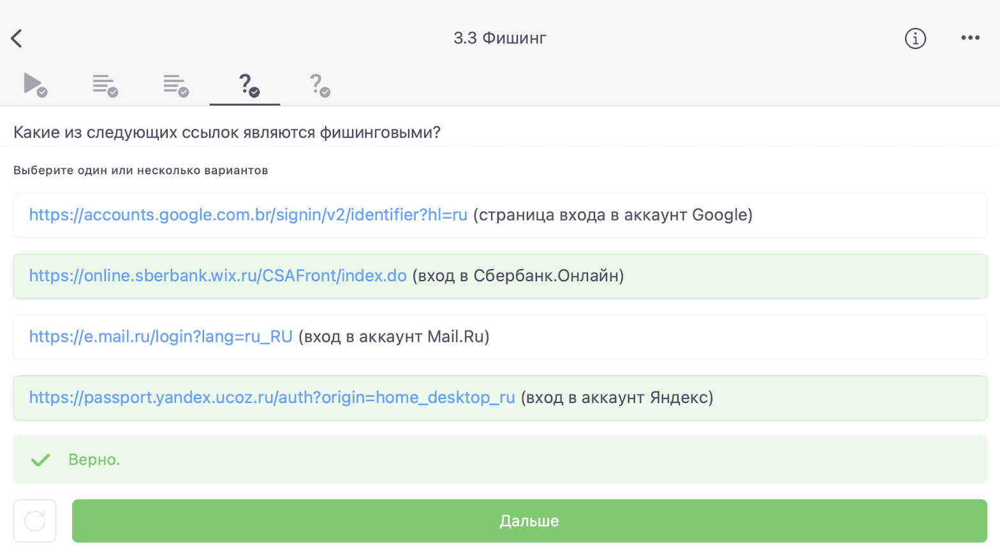 3.3 Фишинг
Какие из следующих ссылок являются фишинговыми?
Выберите один или несколько вариантов
https://accounts.google.com.br/signin/v2/identifier?hl=ru (страница входа в аккаунт Google)
https://online.sberbank.wix.ru/CSAFront/index.do (вход в Сбербанк.Онлайн)
https://e.mail.ru/login?lang=ru_RU (вход в аккаунт Mail.Ru)
https://passport.yandex.ucoz.ru/auth?origin=home_desktop_ru (вход в аккаунт Яндекс)
Верно.
Дальше